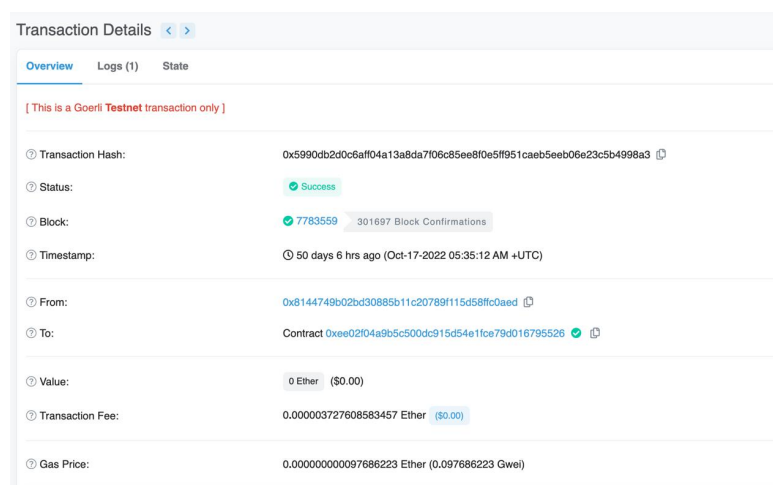 Transaction Details
Overview Logs (1) State
[ This is a Goerli Testnet transaction only ]
Transaction Hash: 0x5990db2d0c6aff04a13a8da7f06c85ee8f0e5ff951caeb5eeb06e23c5b4998a3
Status: Success
Block: 7783559 301697 Block Confirmations
Timestamp: 50 days 6 hrs ago (Oct-17-2022 05:35:12 AM +UTC)
From: 0x8144749b02bd30885b11c20789f115d58ffc0aed
To: Contract 0xee02f04a9b5c500dc915d54e1fce79d016795526
Value: 0 Ether ($0.00)
Transaction Fee: 0.000003727608583457 Ether ($0.00)
Gas Price: 0.000000000097686223 Ether (0.097686223 Gwei)